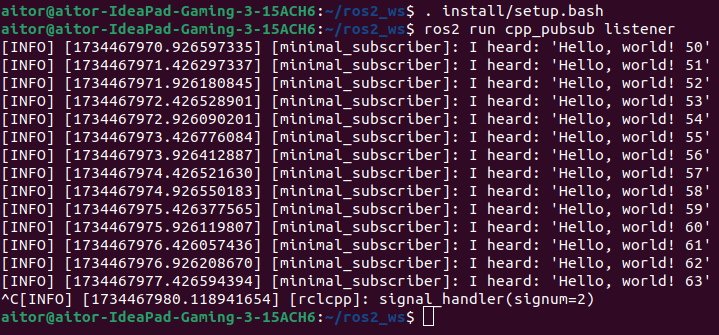 aitor@aitor-IdeaPad-Gaming-3-15ACH6:~/ros2_ws$ . install/setup.bash
aitor@aitor-IdeaPad-Gaming-3-15ACH6:~/ros2_ws$ ros2 run cpp_pubsub listener
[INFO] [1734467970.926597335] [minimal_subscriber]: I heard: 'Hello, world! 50'
[INFO] [1734467971.426297337] [minimal_subscriber]: I heard: 'Hello, world! 51'
[INFO] [1734467971.926180845] [minimal_subscriber]: I heard: 'Hello, world! 52'
[INFO] [1734467972.426528901] [minimal_subscriber]: I heard: 'Hello, world! 53'
[INFO] [1734467972.926090201] [minimal_subscriber]: I heard: 'Hello, world! 54'
[INFO] [1734467973.426776084] [minimal_subscriber]: I heard: 'Hello, world! 55'
[INFO] [1734467973.926412887] [minimal_subscriber]: I heard: 'Hello, world! 56'
[INFO] [1734467974.426521630] [minimal_subscriber]: I heard: 'Hello, world! 57'
[INFO] [1734467974.926550183] [minimal_subscriber]: I heard: 'Hello, world! 58'
[INFO] [1734467975.426377565] [minimal_subscriber]: I heard: 'Hello, world! 59'
[INFO] [1734467975.926119807] [minimal_subscriber]: I heard: 'Hello, world! 60'
[INFO] [1734467976.426057436] [minimal_subscriber]: I heard: 'Hello, world! 61'
[INFO] [1734467976.926208670] [minimal_subscriber]: I heard: 'Hello, world! 62'
[INFO] [1734467977.426594394] [minimal_subscriber]: I heard: 'Hello, world! 63'
^C[INFO] [1734467980.118941654] [rclcpp]: signal_handler(signum=2)
aitor@aitor-IdeaPad-Gaming-3-15ACH6:~/ros2_ws$